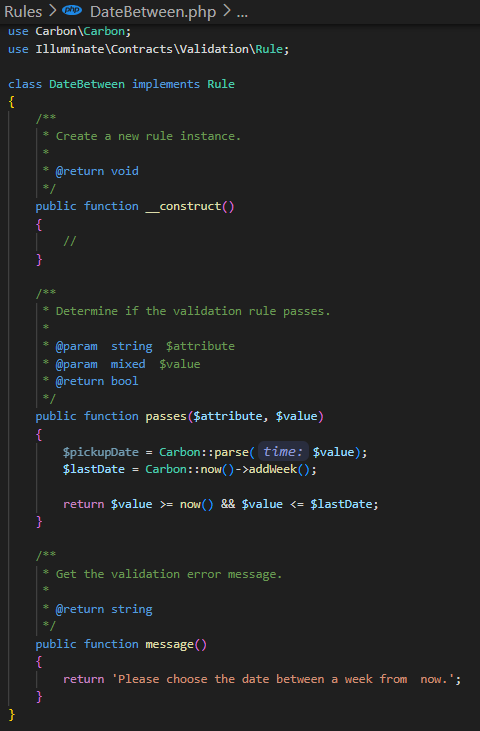 Rules > php DateBetween.php > ...
use Carbon\Carbon;
use Illuminate\Contracts\Validation\Rule;
class DateBetween implements Rule
{
/**
* Create a new rule instance.
*
* @return void
*/
public function __construct()
{
//
}
/**
* Determine if the validation rule passes.
*
* @param  string  $attribute
* @param  mixed  $value
* @return bool
*/
public function passes($attribute, $value)
{
$pickupDate = Carbon::parse( time: $value);
$lastDate = Carbon::now()->addWeek();
return $value >= now() && $value <= $lastDate;
}
/**
* Get the validation error message.
*
* @return string
*/
public function message()
{
return 'Please choose the date between a week from  now.';
}
}